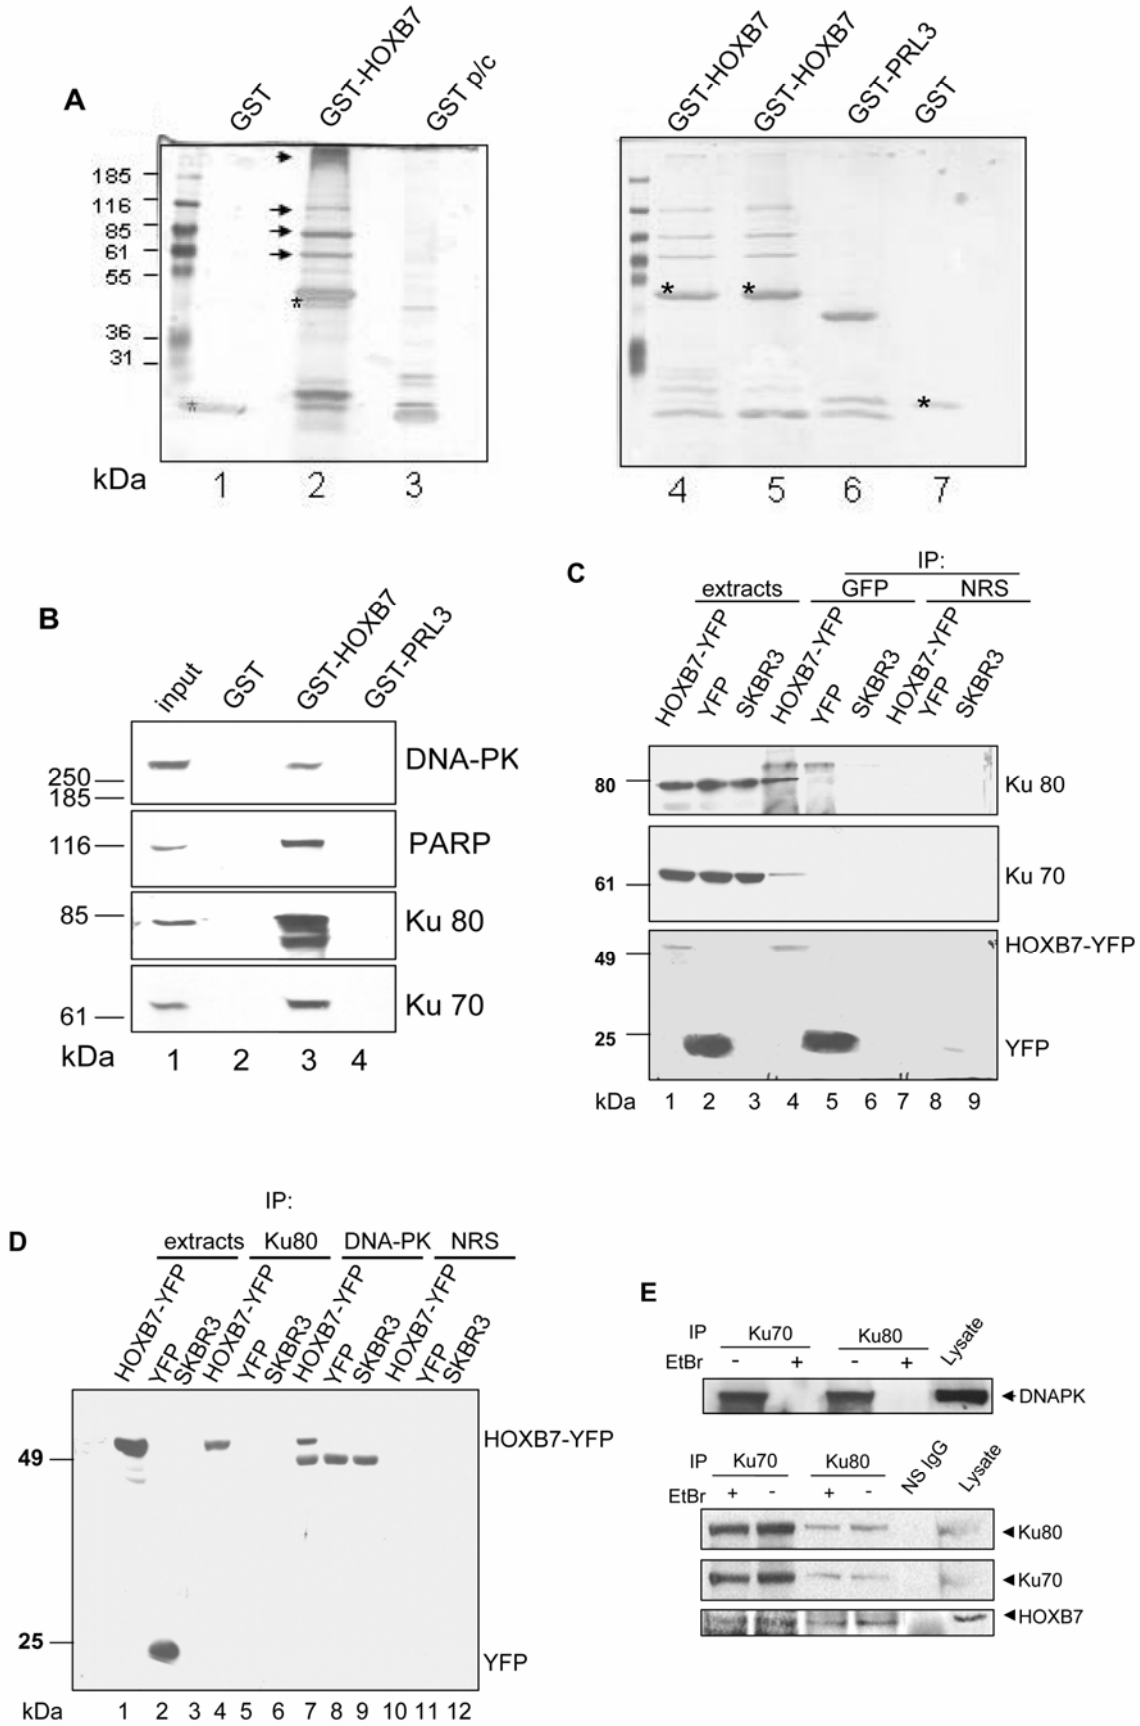 A
GST
GST-HOXB7
GST p/c
GST-HOXB7
GST-HOXB7
GST-PRL3
GST
185
116
85
61
55
36
31
*
*
*
*
*
kDa
1 2 3
4 5 6 7
B
input
GST
GST-HOXB7
GST-PRL3
250
185
DNA-PK
116
PARP
85
Ku 80
61
Ku 70
kDa 1 2 3 4
C
IP:
extracts GFP NRS
HOXB7-YFP
YFP
SKBR3
HOXB7-YFP
YFP
SKBR3
HOXB7-YFP
YFP
SKBR3
80
Ku 80
61
Ku 70
49
HOXB7-YFP
25
YFP
kDa 1 2 3 4 5 6 7 8 9
D
IP:
extracts Ku80 DNA-PK NRS
HOXB7-YFP
YFP
SKBR3
HOXB7-YFP
YFP
SKBR3
HOXB7-YFP
YFP
SKBR3
HOXB7-YFP
YFP
SKBR3
49
HOXB7-YFP
25
YFP
kDa 1 2 3 4 5 6 7 8 9 10 11 12
E
IP Ku70 Ku80 Lysate
EtBr - + - +
DNAPK
IP Ku70 Ku80 NS IgG Lysate
EtBr + - + -
Ku80
Ku70
HOXB7